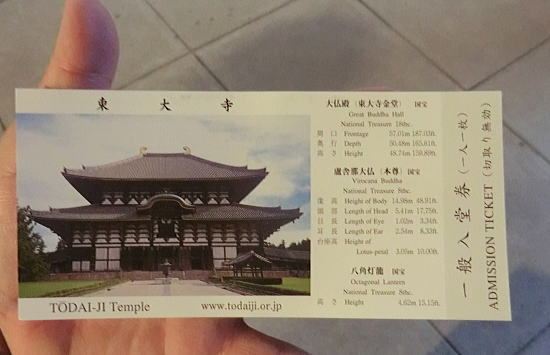 東大寺
TŌDAI-JI Temple
www.todaiji.or.jp
大仏殿（東大寺金堂） 国宝
Great Buddha Hall
National Treasure 18thc.
間口 Frontage 57.01m 187.03ft.
奥行 Depth 50.48m 165.61ft.
高さ Height 48.74m 159.89ft.
盧舎那大仏（本尊） 国宝
Virocana Buddha
National Treasure 8thc.
像高 Height of Body 14.98m 48.91ft.
頭部 Length of Head 5.41m 17.75ft.
目長 Length of Eye 1.02m 3.34ft.
耳長 Length of Ear 2.54m 8.33ft.
台座高 Height of
Lotus-petal 3.05m 10.00ft.
八角灯籠 国宝
Octagonal Lantern
National Treasure 8thc.
高さ Height 4.62m 15.15ft.
一般入堂券（一人一枚）
ADMISSION TICKET（切取り無効）